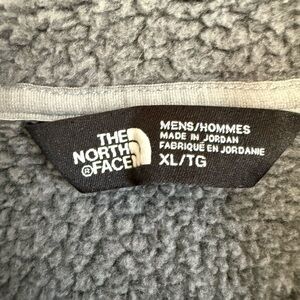 THE
NORTH
®FACE
MENS/HOMMES
MADE IN JORDAN
FABRIQUÉ EN JORDANIE
XL/TG